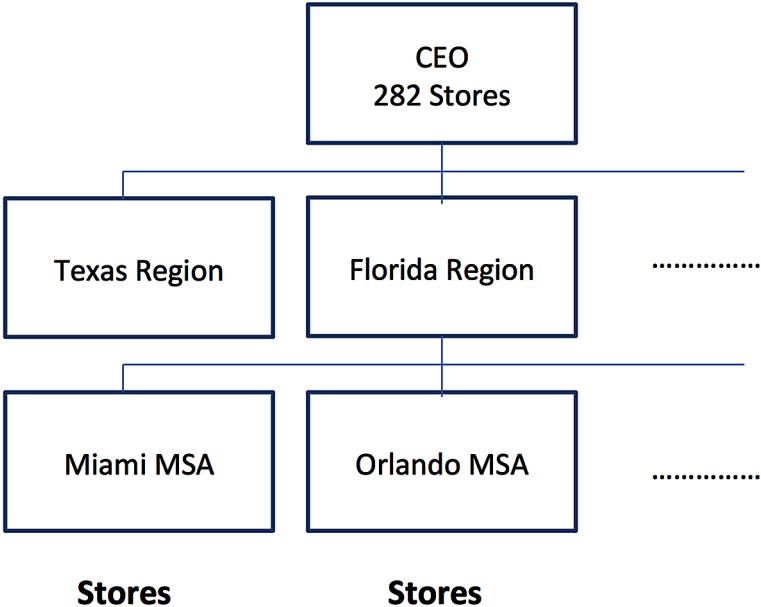 CEO
282 Stores
Texas Region
Florida Region
................
Miami MSA
Orlando MSA
................
Stores
Stores